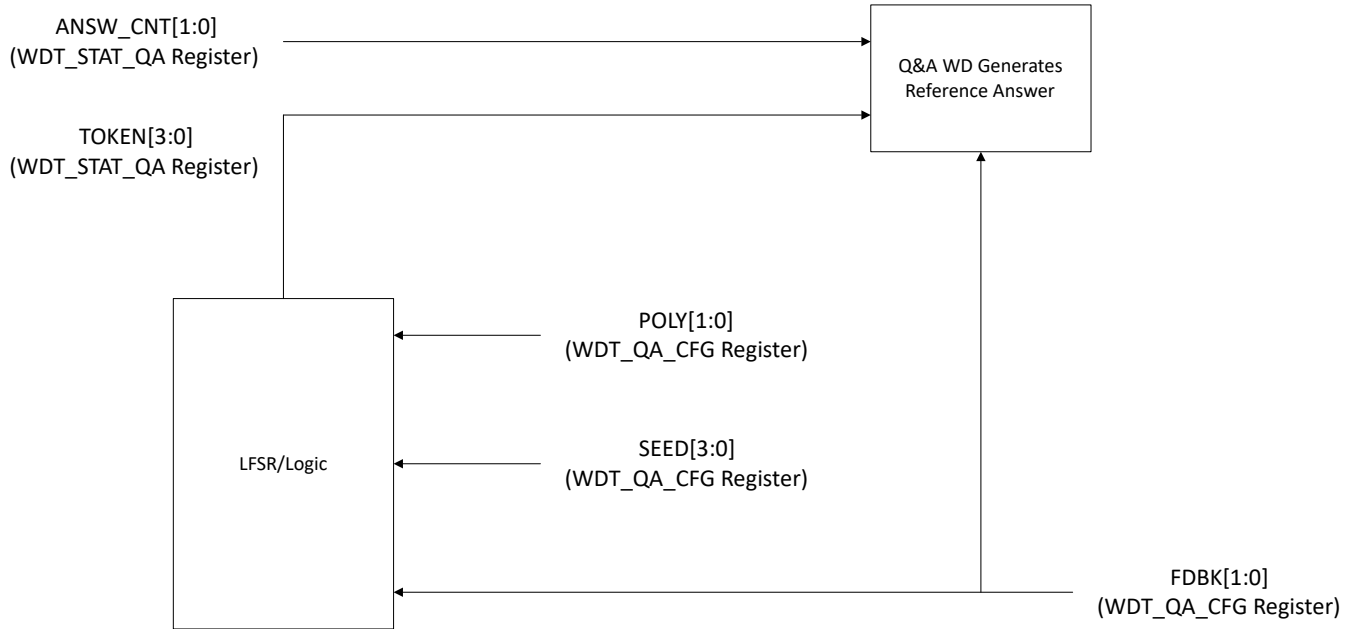 ANSW_CNT[1:0]
(WDT_STAT_QA Register)
Q&A WD Generates
Reference Answer
TOKEN[3:0]
(WDT_STAT_QA Register)
POLY[1:0]
(WDT_QA_CFG Register)
LFSR/Logic
SEED[3:0]
(WDT_QA_CFG Register)
FDBK[1:0]
(WDT_QA_CFG Register)